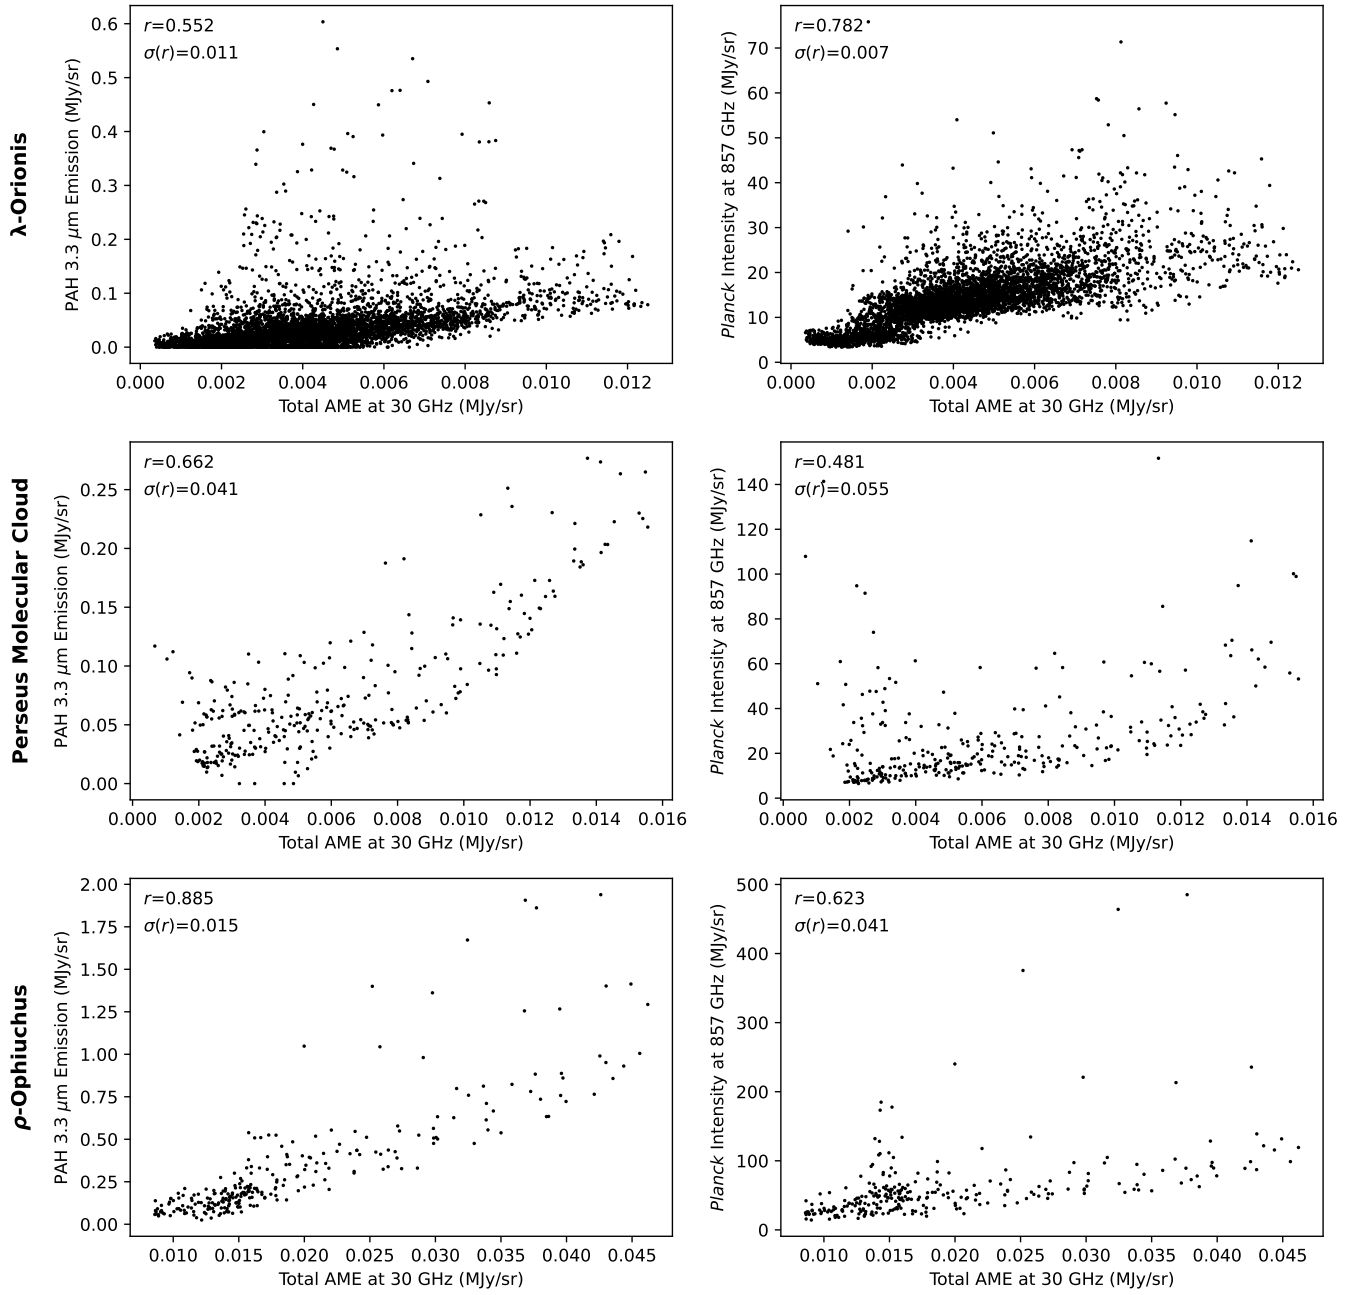 λ-Orionis
PAH 3.3 μm Emission (MJy/sr)
r=0.552
σ(r)=0.011
0.6
0.5
0.4
0.3
0.2
0.1
0.0
0.000 0.002 0.004 0.006 0.008 0.010 0.012
Total AME at 30 GHz (MJy/sr)
Planck Intensity at 857 GHz (MJy/sr)
r=0.782
σ(r)=0.007
70
60
50
40
30
20
10
0
0.000 0.002 0.004 0.006 0.008 0.010 0.012
Total AME at 30 GHz (MJy/sr)
Perseus Molecular Cloud
PAH 3.3 μm Emission (MJy/sr)
r=0.662
σ(r)=0.041
0.25
0.20
0.15
0.10
0.05
0.00
0.000 0.002 0.004 0.006 0.008 0.010 0.012 0.014 0.016
Total AME at 30 GHz (MJy/sr)
Planck Intensity at 857 GHz (MJy/sr)
r=0.481
σ(r)=0.055
140
120
100
80
60
40
20
0
0.000 0.002 0.004 0.006 0.008 0.010 0.012 0.014 0.016
Total AME at 30 GHz (MJy/sr)
ρ-Ophiuchus
PAH 3.3 μm Emission (MJy/sr)
r=0.885
σ(r)=0.015
2.00
1.75
1.50
1.25
1.00
0.75
0.50
0.25
0.00
0.010 0.015 0.020 0.025 0.030 0.035 0.040 0.045
Total AME at 30 GHz (MJy/sr)
Planck Intensity at 857 GHz (MJy/sr)
r=0.623
σ(r)=0.041
500
400
300
200
100
0
0.010 0.015 0.020 0.025 0.030 0.035 0.040 0.045
Total AME at 30 GHz (MJy/sr)